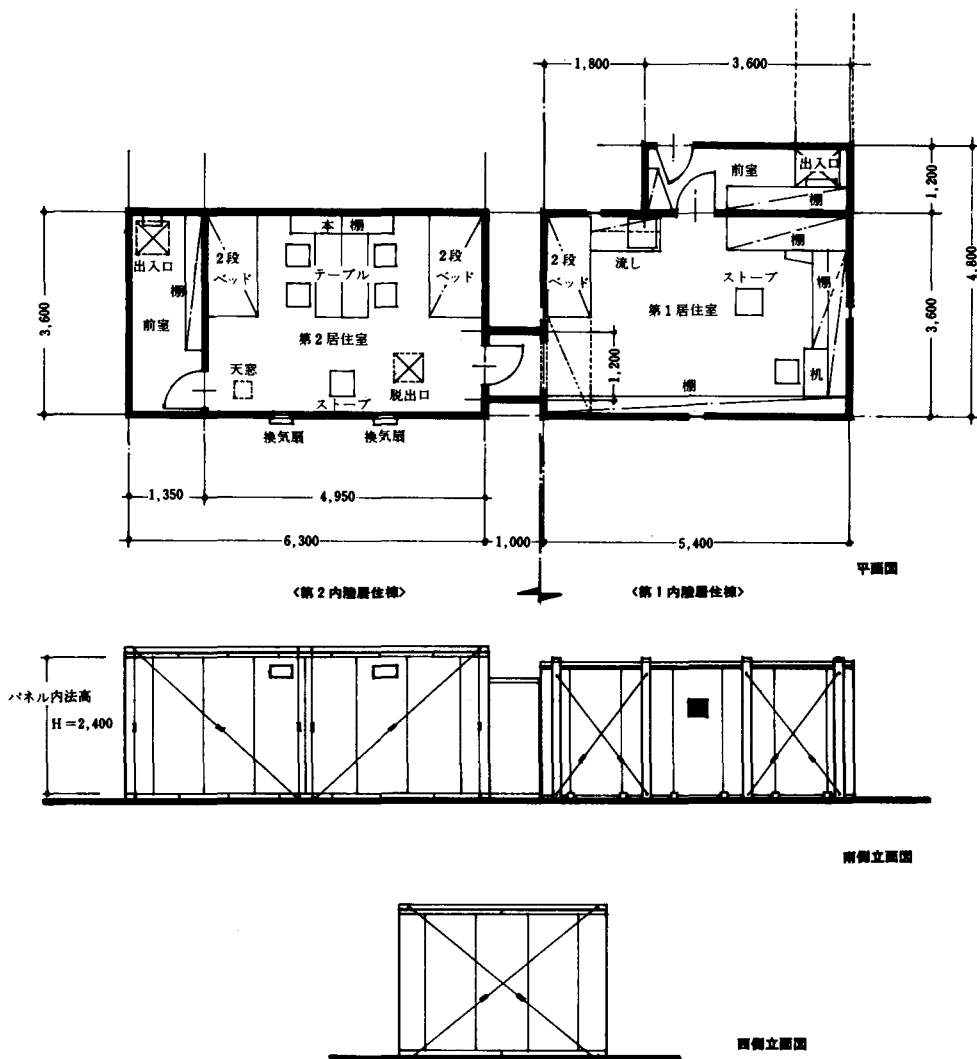 1,800
3,600
前室
出入口
棚
1,200
3,600
4,800
出入口
棚
前室
3,600
2段
ベッド
本棚
テーブル
2段
ベッド
第2居住室
天窓
ストーブ
脱出口
換気扇
換気扇
2段
ベッド
流し
棚
ストーブ
棚
第1居住室
1,200
机
棚
1,350
4,950
6,300
1,000
5,400
平面図
<第2内陸居住棟>
<第1内陸居住棟>
パネル内法高
H=2,400
南側立面図
西側立面図